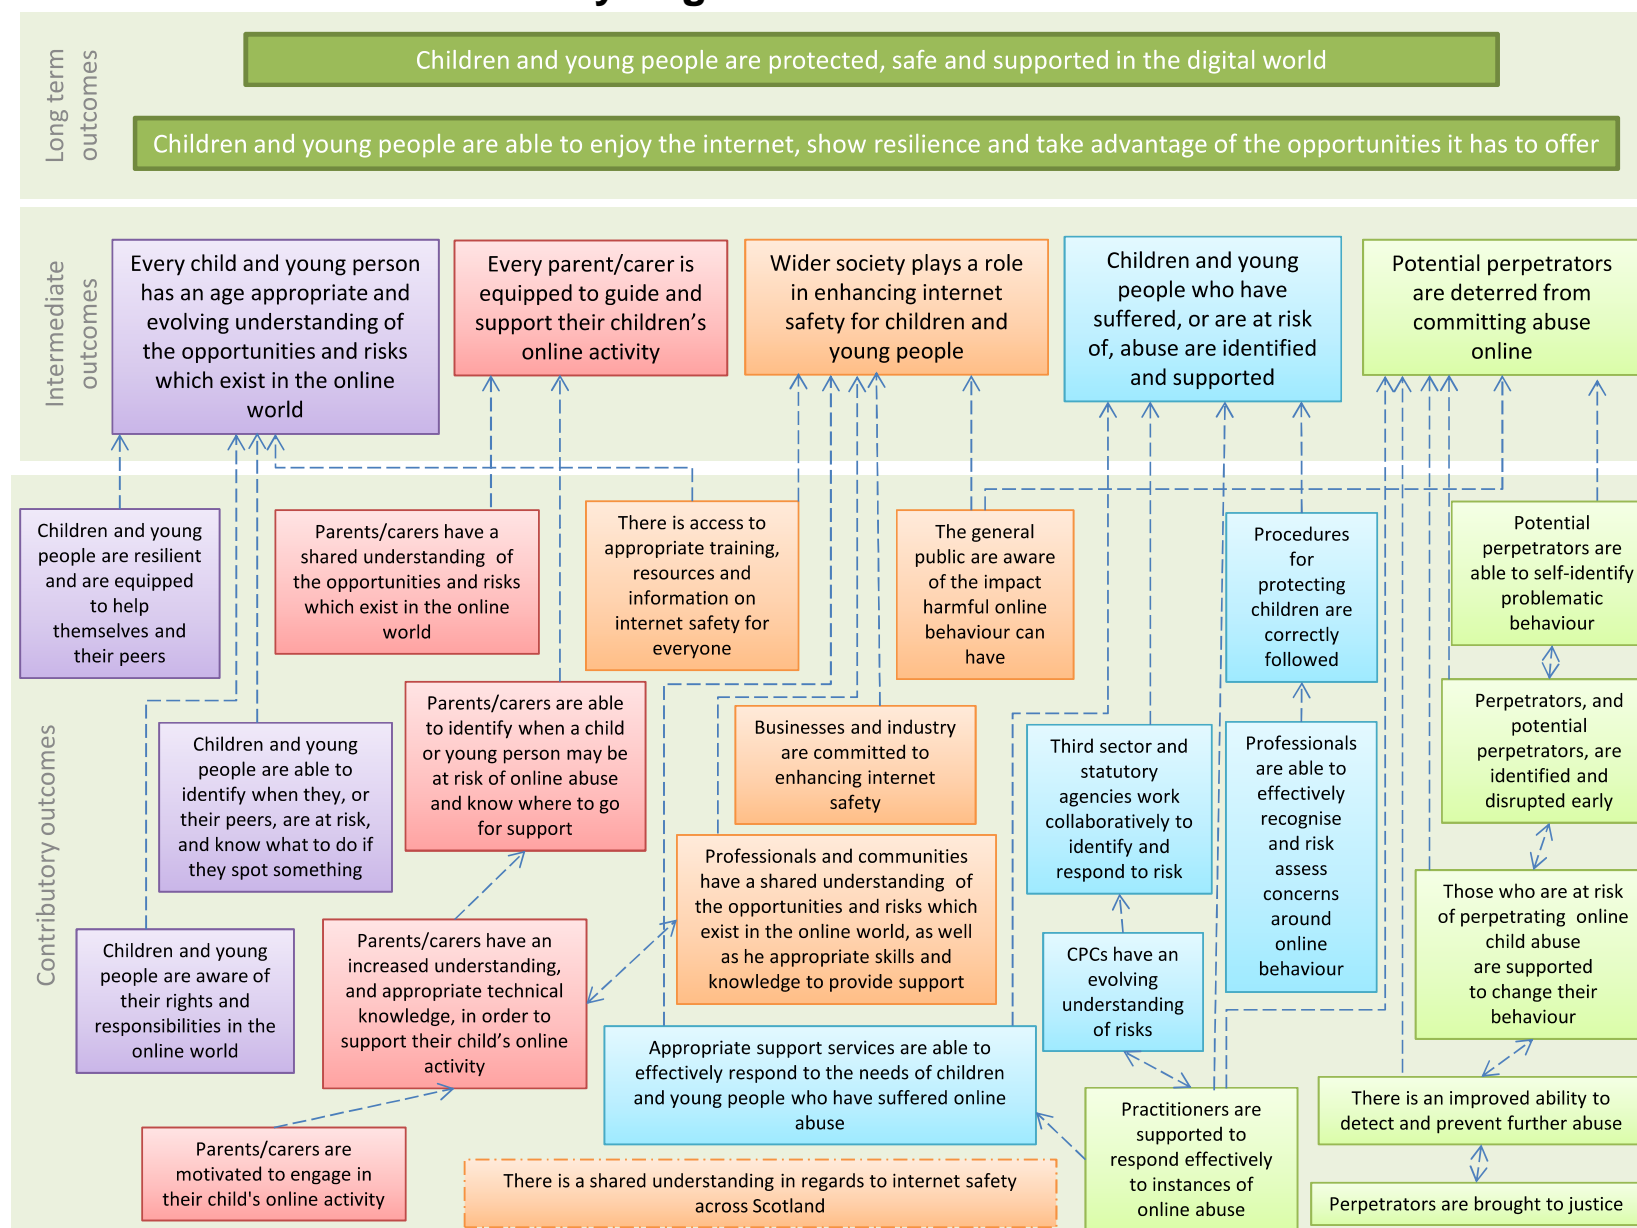 Long term
outcomes
Children and young people are protected, safe and supported in the digital world
Children and young people are able to enjoy the internet, show resilience and take advantage of the opportunities it has to offer
Intermediate
outcomes
Every child and young person
has an age appropriate and
evolving understanding of
the opportunities and risks
which exist in the online
world
Every parent/carer is
equipped to guide and
support their children's
online activity
Wider society plays a role
in enhancing internet
safety for children and
young people
Children and young
people who have
suffered, or are at risk
of, abuse are identified
and supported
Potential perpetrators
are deterred from
committing abuse
online
Contributory outcomes
Children and young
people are resilient
and are equipped
to help
themselves and
their peers
Parents/carers have a
shared understanding of
the opportunities and risks
which exist in the online
world
There is access to
appropriate training,
resources and
information on
internet safety for
everyone
The general
public are aware
of the impact
harmful online
behaviour can
have
Procedures
for
protecting
children are
correctly
followed
Potential
perpetrators are
able to self-identify
problematic
behaviour
Parents/carers are able
to identify when a child
or young person may be
at risk of online abuse
and know where to go
for support
Businesses and industry
are committed to
enhancing internet
safety
Children and young
people are able to
identify when they, or
their peers, are at risk,
and know what to do if
they spot something
Third sector and
statutory
agencies work
collaboratively to
identify and
respond to risk
Professionals
are able to
effectively
recognise
and risk
assess
concerns
around
online
behaviour
Perpetrators, and
potential
perpetrators, are
identified and
disrupted early
Professionals and communities
have a shared understanding of
the opportunities and risks which
exist in the online world, as well
as he appropriate skills and
knowledge to provide support
Those who are at risk
of perpetrating online
child abuse
are supported
to change their
behaviour
Children and young
people are aware of
their rights and
responsibilities in the
online world
Parents/carers have an
increased understanding,
and appropriate technical
knowledge, in order to
support their child's online
activity
CPCs have an
evolving
understanding
of risks
Appropriate support services are able to
effectively respond to the needs of children
and young people who have suffered online
abuse
Practitioners are
supported to
respond effectively
to instances of
online abuse
There is an improved ability to
detect and prevent further abuse
Parents/carers are
motivated to engage in
their child's online activity
There is a shared understanding in regards to internet safety
across Scotland
Perpetrators are brought to justice